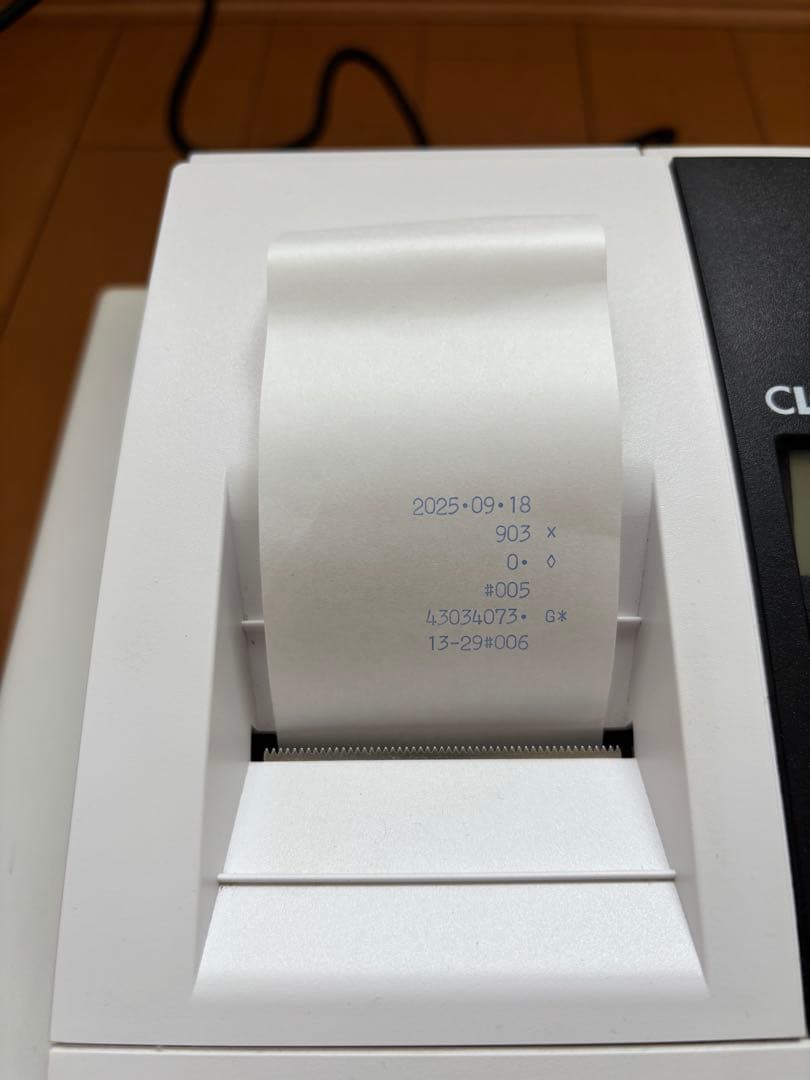 2025•09•18
903 x
0• ◊
#005
43034073• G*
13-29#006
CL